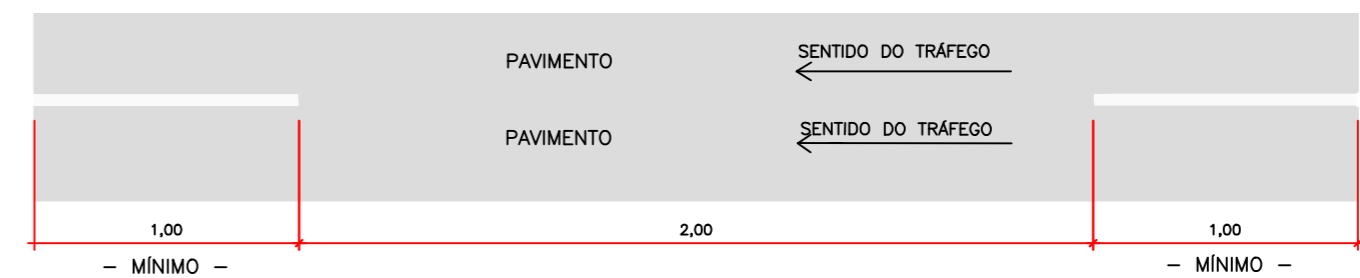 PAVIMENTO
SENTIDO DO TRÁFEGO
PAVIMENTO
SENTIDO DO TRÁFEGO
1,00
2,00
1,00
– MÍNIMO –
– MÍNIMO –